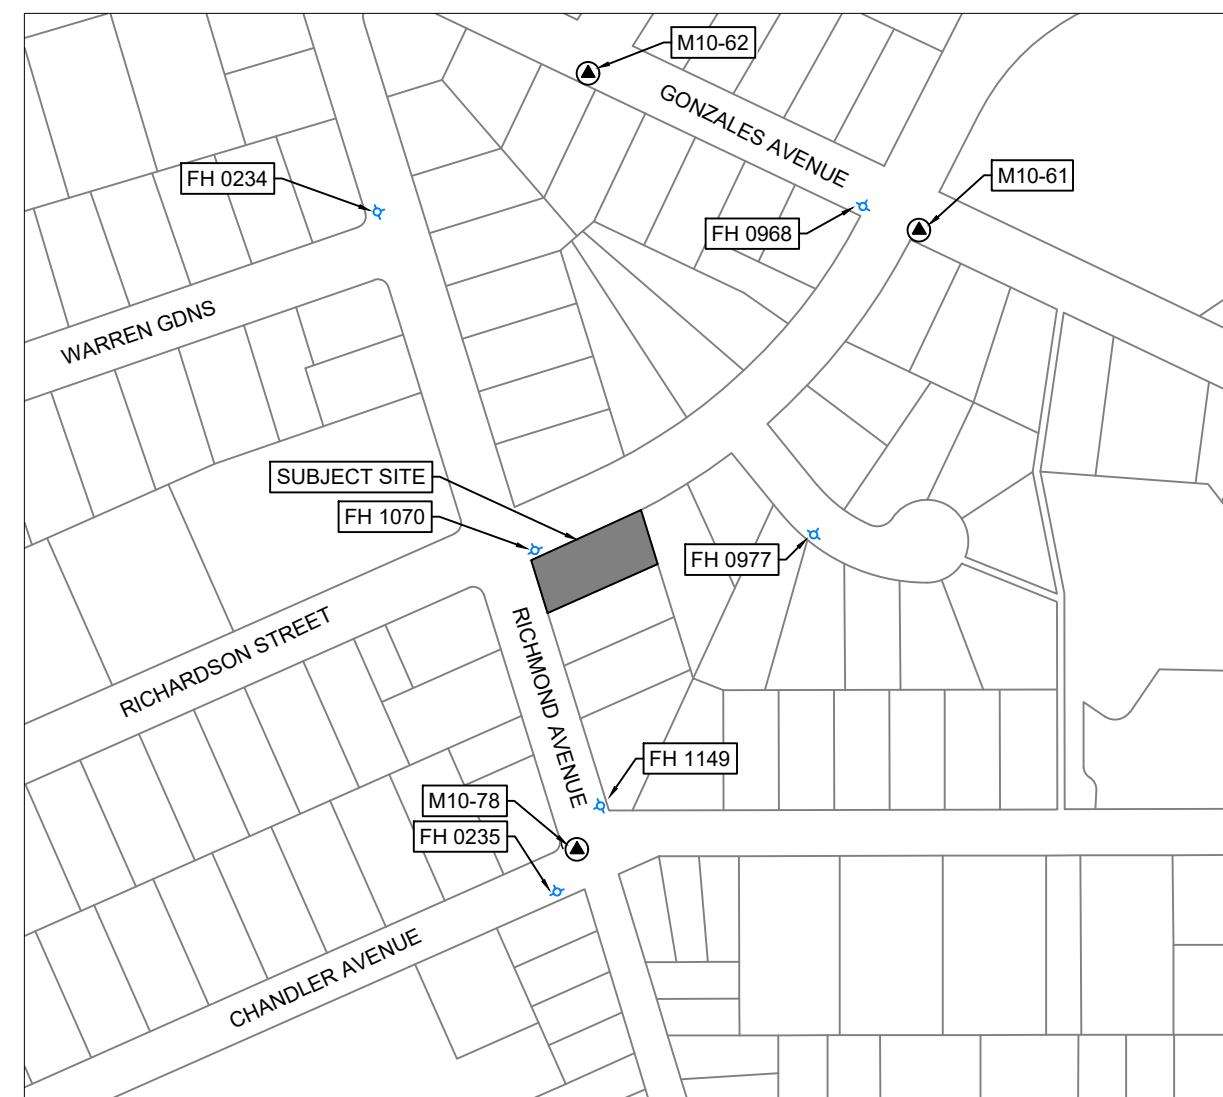 M10-62
GONZALES AVENUE
FH 0234
M10-61
FH 0968
WARREN GDNS
SUBJECT SITE
FH 1070
FH 0977
RICHARDSON STREET
RICHMOND AVENUE
FH 1149
M10-78
FH 0235
CHANDLER AVENUE